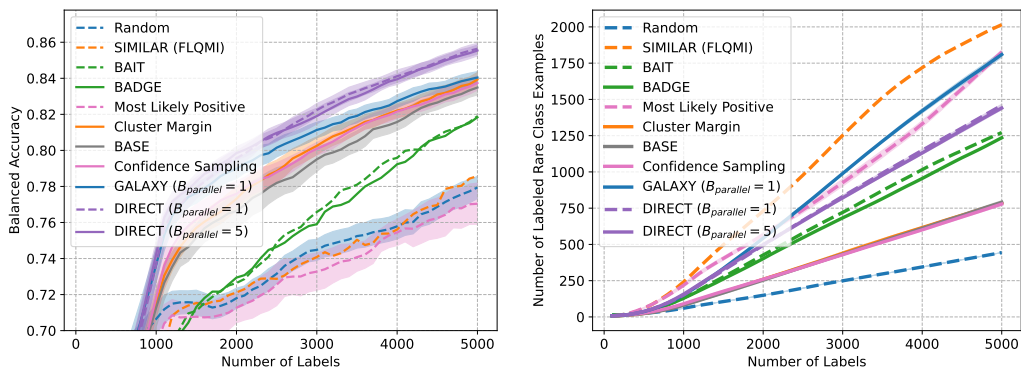 Balanced Accuracy
0.86
0.84
0.82
0.80
0.78
0.76
0.74
0.72
0.70
Random
SIMILAR (FLQMI)
BAIT
BADGE
Most Likely Positive
Cluster Margin
BASE
Confidence Sampling
GALAXY (B_parallel = 1)
DIRECT (B_parallel = 1)
DIRECT (B_parallel = 5)
0 1000 2000 3000 4000 5000
Number of Labels
Number of Labeled Rare Class Examples
2000
1750
1500
1250
1000
750
500
250
0
Random
SIMILAR (FLQMI)
BAIT
BADGE
Most Likely Positive
Cluster Margin
BASE
Confidence Sampling
GALAXY (B_parallel = 1)
DIRECT (B_parallel = 1)
DIRECT (B_parallel = 5)
0 1000 2000 3000 4000 5000
Number of Labels